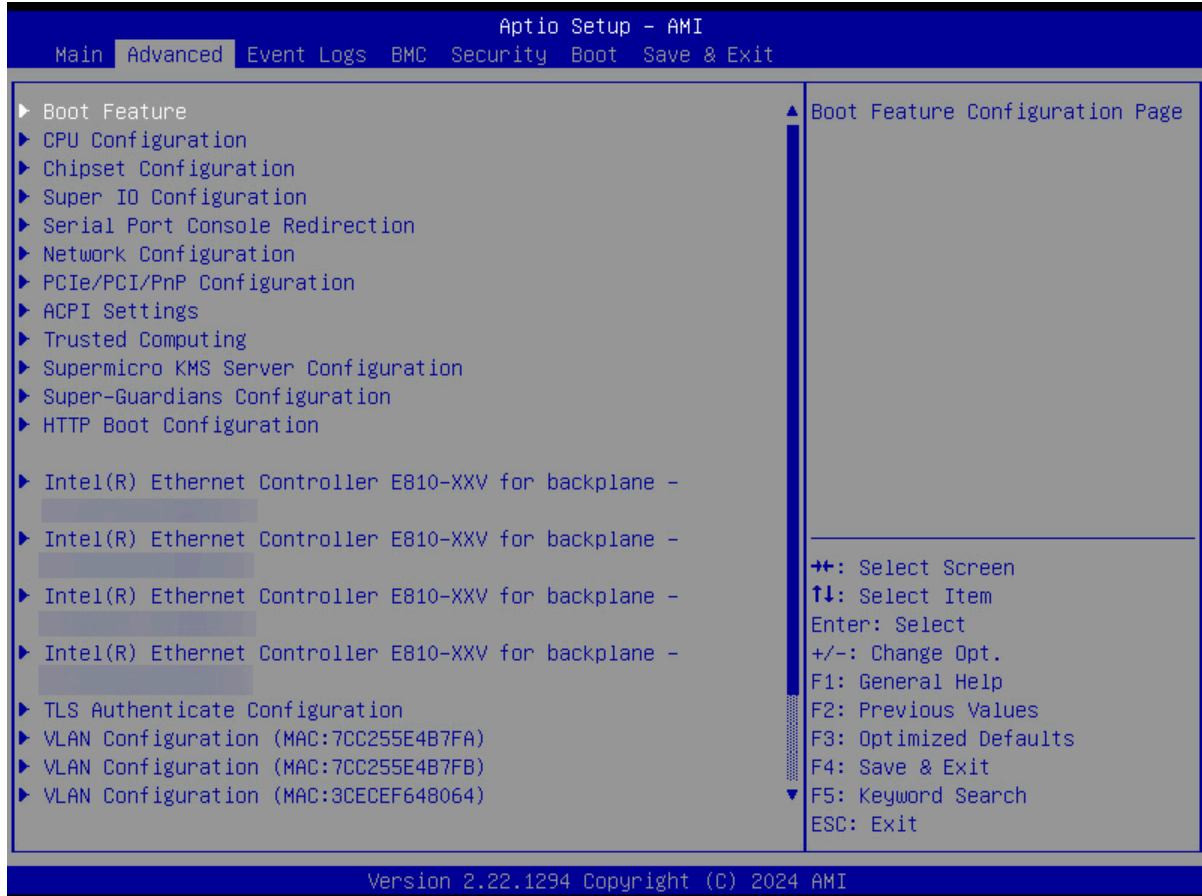 Aptio Setup – AMI
Main Advanced Event Logs BMC Security Boot Save & Exit
▶ Boot Feature
▶ CPU Configuration
▶ Chipset Configuration
▶ Super IO Configuration
▶ Serial Port Console Redirection
▶ Network Configuration
▶ PCIe/PCI/PnP Configuration
▶ ACPI Settings
▶ Trusted Computing
▶ Supermicro KMS Server Configuration
▶ Super-Guardians Configuration
▶ HTTP Boot Configuration
▶ Intel(R) Ethernet Controller E810-XXV for backplane –
▶ Intel(R) Ethernet Controller E810-XXV for backplane –
▶ Intel(R) Ethernet Controller E810-XXV for backplane –
▶ Intel(R) Ethernet Controller E810-XXV for backplane –
▶ TLS Authenticate Configuration
▶ VLAN Configuration (MAC:7CC255E4B7FA)
▶ VLAN Configuration (MAC:7CC255E4B7FB)
▶ VLAN Configuration (MAC:3CECEF648064)
Boot Feature Configuration Page
→←: Select Screen
↑↓: Select Item
Enter: Select
+/-: Change Opt.
F1: General Help
F2: Previous Values
F3: Optimized Defaults
F4: Save & Exit
F5: Keyword Search
ESC: Exit
Version 2.22.1294 Copyright (C) 2024 AMI